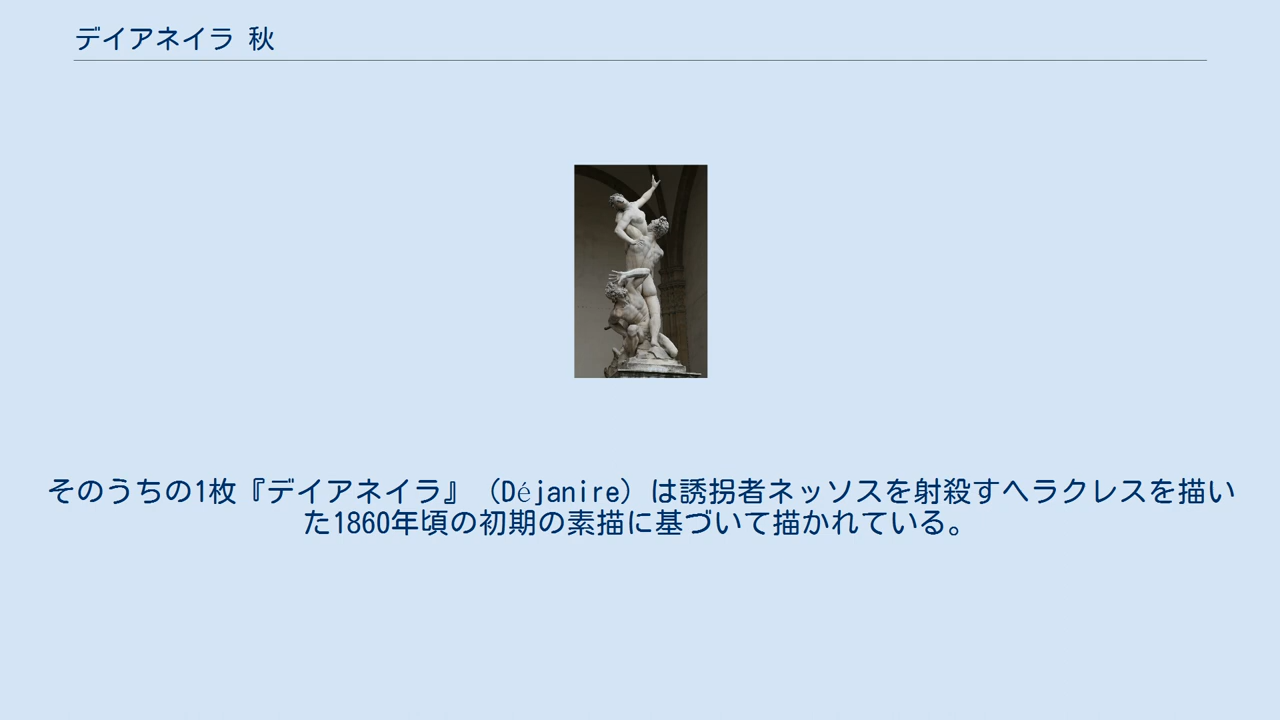 デイアネイラ 秋
そのうちの1枚『デイアネイラ』（Déjanire）は誘拐者ネッソスを射殺すヘラクレスを描い
た1860年頃の初期の素描に基づいて描かれている。